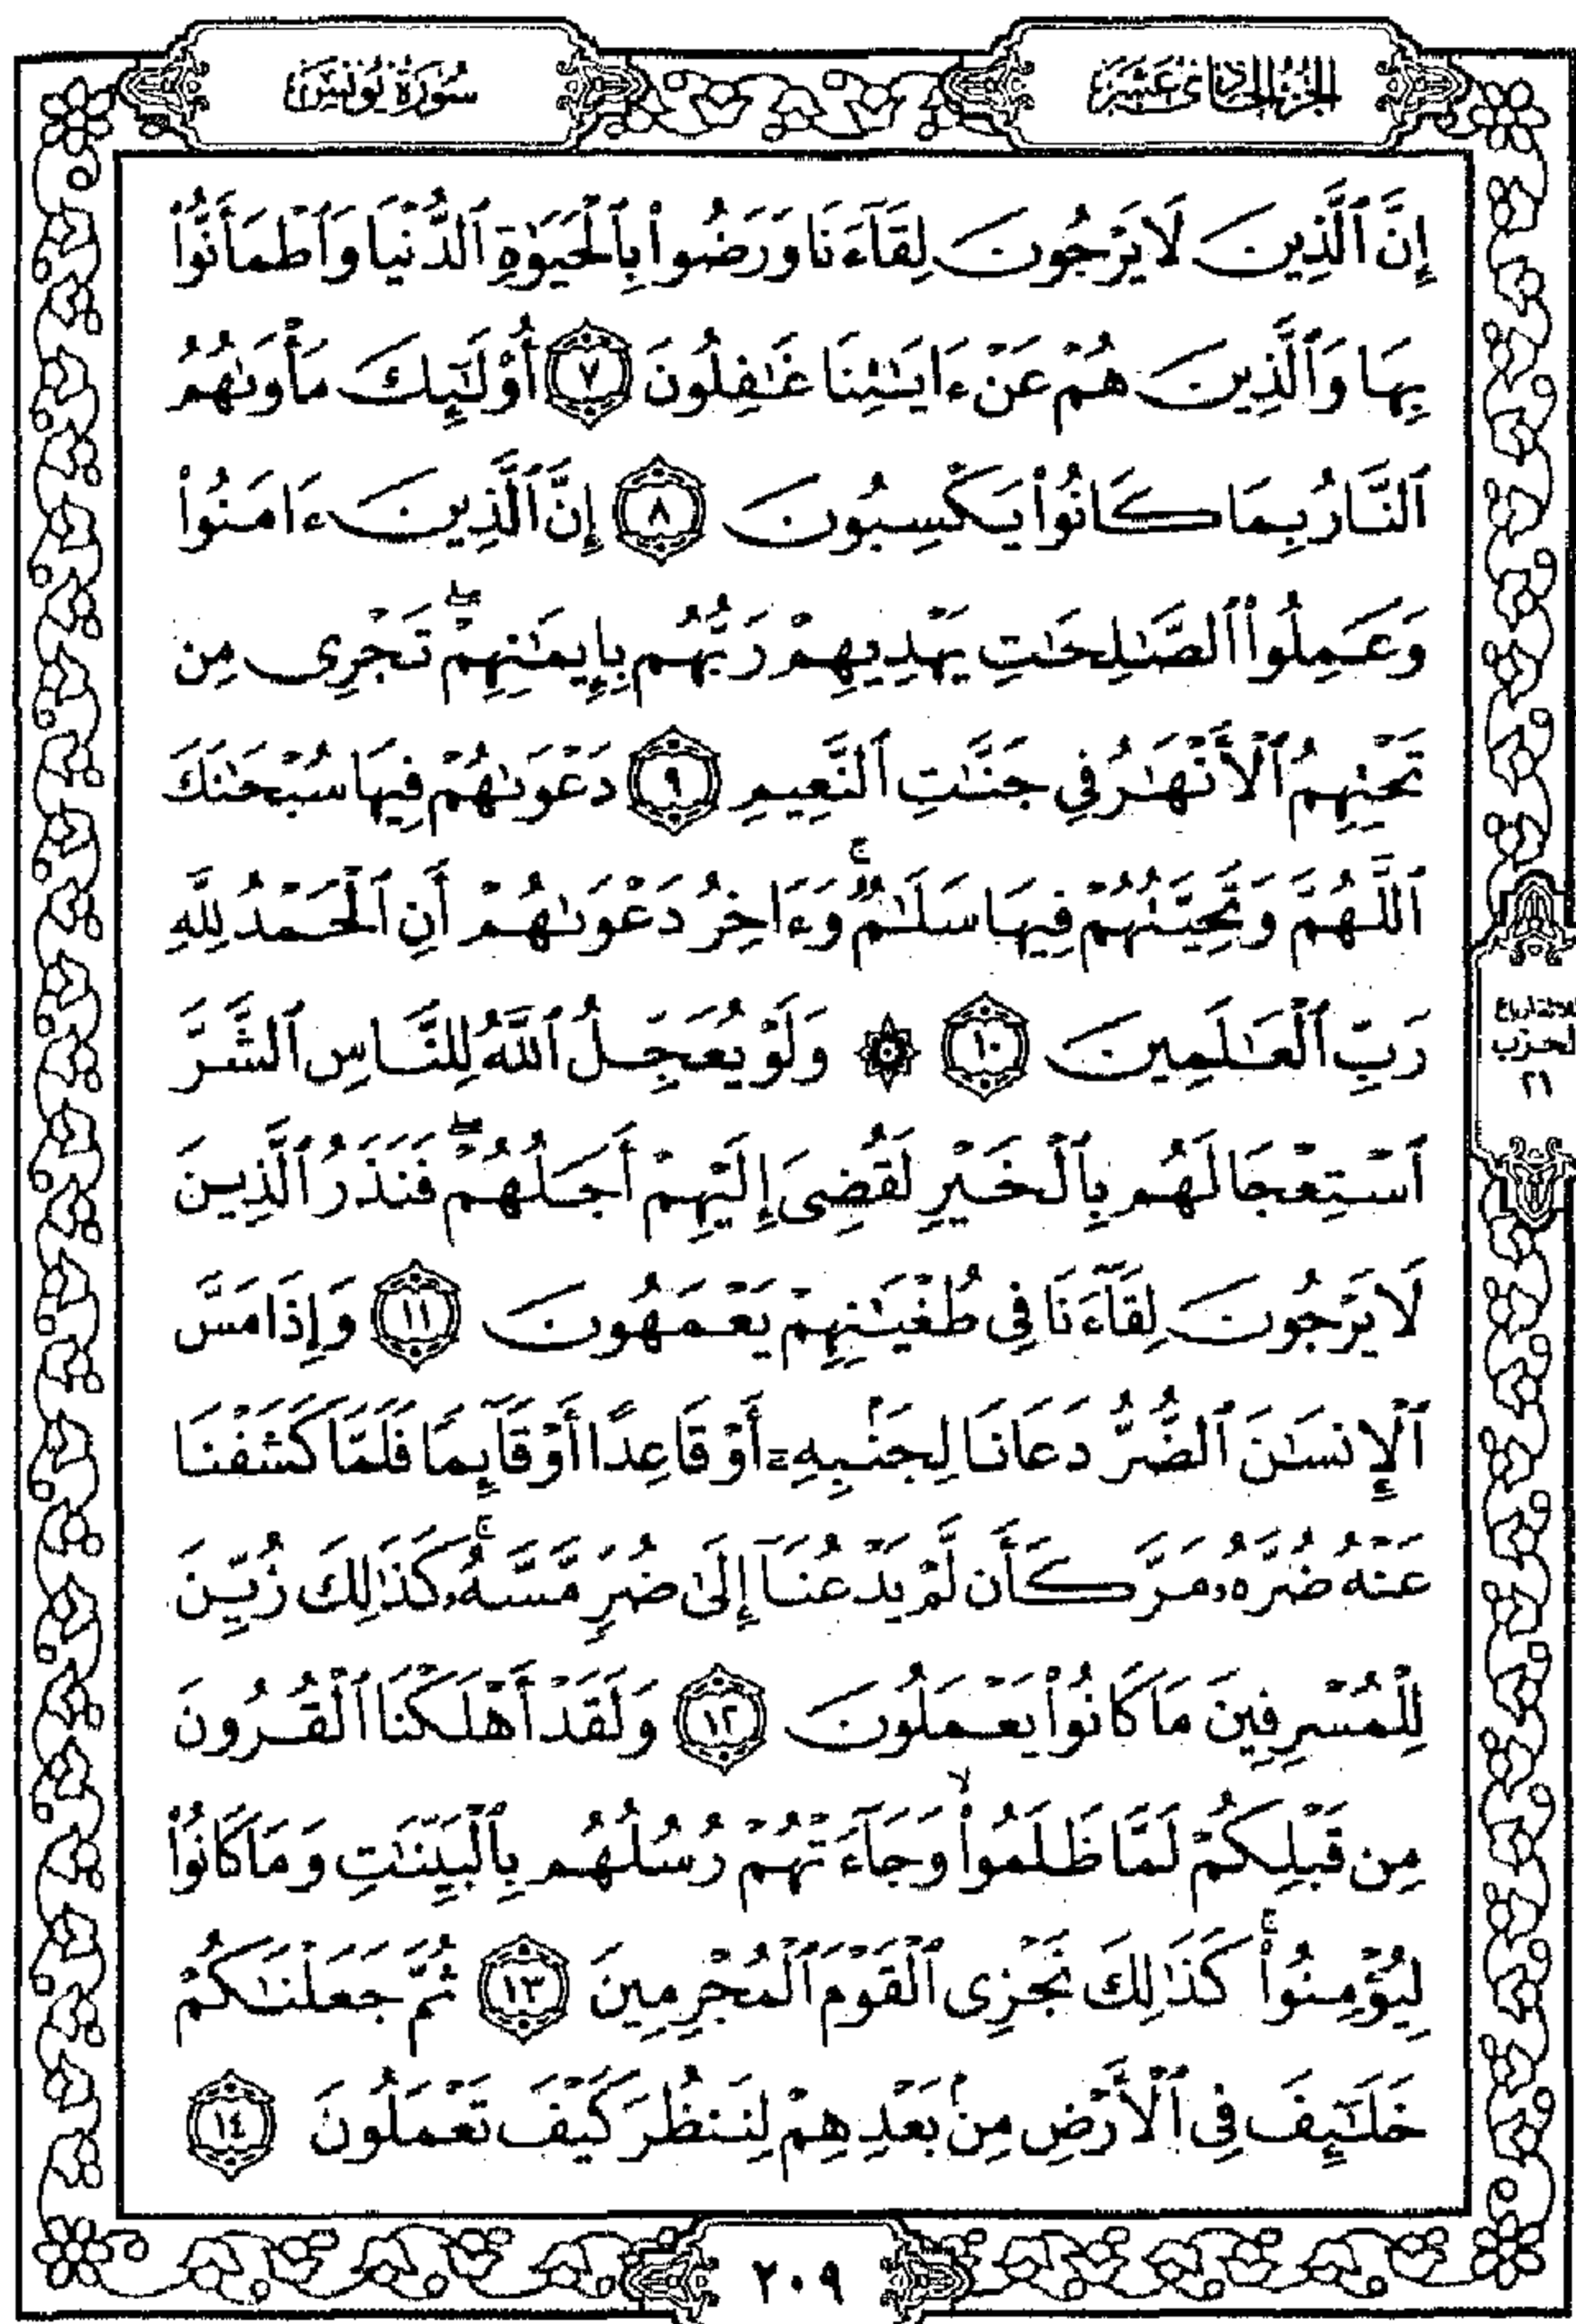 الجزء الحادي عشر
سورة يونس
إِنَّ ٱلَّذِينَ لَا يَرْجُونَ لِقَآءَنَا وَرَضُوا۟ بِٱلْحَيَوٰةِ ٱلدُّنْيَا وَٱطْمَأَنُّوا۟
بِهَا وَٱلَّذِينَ هُمْ عَنْ ءَايَٰتِنَا غَٰفِلُونَ ٧ أُو۟لَٰٓئِكَ مَأْوَىٰهُمُ
ٱلنَّارُ بِمَا كَانُوا۟ يَكْسِبُونَ ٨ إِنَّ ٱلَّذِينَ ءَامَنُوا۟
وَعَمِلُوا۟ ٱلصَّٰلِحَٰتِ يَهْدِيهِمْ رَبُّهُم بِإِيمَٰنِهِمْ ۖ تَجْرِى مِن
تَحْتِهِمُ ٱلْأَنْهَٰرُ فِى جَنَّٰتِ ٱلنَّعِيمِ ٩ دَعْوَىٰهُمْ فِيهَا سُبْحَٰنَكَ
ٱللَّهُمَّ وَتَحِيَّتُهُمْ فِيهَا سَلَٰمٌ ۚ وَءَاخِرُ دَعْوَىٰهُمْ أَنِ ٱلْحَمْدُ لِلَّهِ
رَبِّ ٱلْعَٰلَمِينَ ١٠ ۞ وَلَوْ يُعَجِّلُ ٱللَّهُ لِلنَّاسِ ٱلشَّرَّ
ٱسْتِعْجَالَهُم بِٱلْخَيْرِ لَقُضِىَ إِلَيْهِمْ أَجَلُهُمْ ۖ فَنَذَرُ ٱلَّذِينَ
لَا يَرْجُونَ لِقَآءَنَا فِى طُغْيَٰنِهِمْ يَعْمَهُونَ ١١ وَإِذَا مَسَّ
ٱلْإِنسَٰنَ ٱلضُّرُّ دَعَانَا لِجَنۢبِهِۦٓ أَوْ قَاعِدًا أَوْ قَآئِمًا فَلَمَّا كَشَفْنَا
عَنْهُ ضُرَّهُۥ مَرَّ كَأَن لَّمْ يَدْعُنَآ إِلَىٰ ضُرٍّ مَّسَّهُۥ ۚ كَذَٰلِكَ زُيِّنَ
لِلْمُسْرِفِينَ مَا كَانُوا۟ يَعْمَلُونَ ١٢ وَلَقَدْ أَهْلَكْنَا ٱلْقُرُونَ
مِن قَبْلِكُمْ لَمَّا ظَلَمُوا۟ ۙ وَجَآءَتْهُمْ رُسُلُهُم بِٱلْبَيِّنَٰتِ وَمَا كَانُوا۟
لِيُؤْمِنُوا۟ ۚ كَذَٰلِكَ نَجْزِى ٱلْقَوْمَ ٱلْمُجْرِمِينَ ١٣ ثُمَّ جَعَلْنَٰكُمْ
خَلَٰٓئِفَ فِى ٱلْأَرْضِ مِنۢ بَعْدِهِمْ لِنَنظُرَ كَيْفَ تَعْمَلُونَ ١٤
الحزب
٢١
٢٠٩